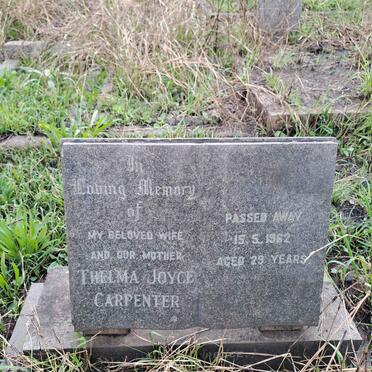 In
Loving Memory
of
MY BELOVED WIFE
AND OUR MOTHER
THELMA JOYCE
CARPENTER
PASSED AWAY
15.5.1962
AGED 29 YEARS